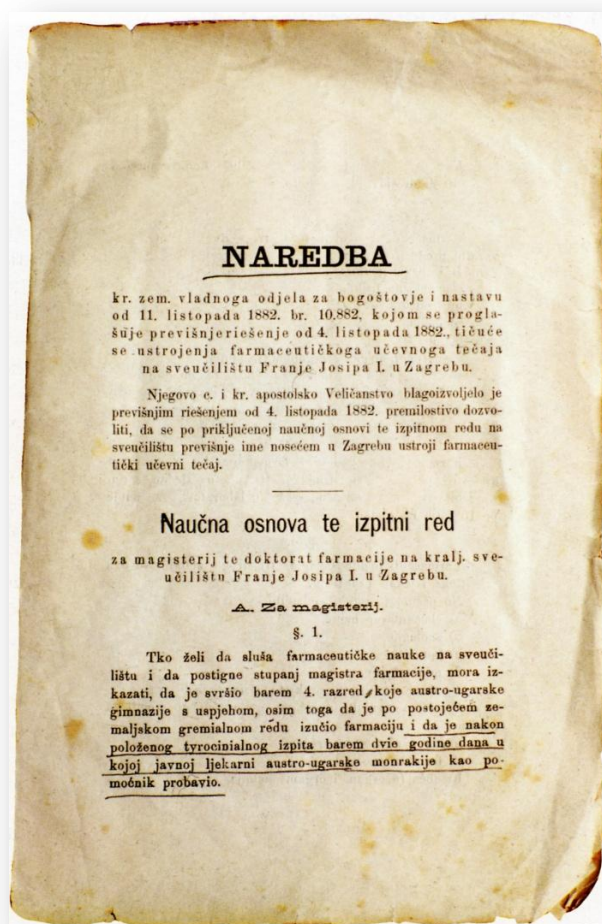 NAREDBA
kr. zem. vladnoga odjela za bogoštovje i nastavu
od 11. listopada 1882. br. 10.882, kojom se progla-
šuje previšnje riešenje od 4. listopada 1882., tičuće
se ustrojenja farmaceutičkoga učevnoga tečaja
na sveučilištu Franje Josipa I. u Zagrebu.
Njegovo c. i kr. apostolsko Veličanstvo blagoizvoljelo je
previšnjim riešenjem od 4. listopada 1882. premilostivo dozvo-
liti, da se po priključenoj naučnoj osnovi te izpitnom redu na
sveučilištu previšnje ime nosećem u Zagrebu ustroji farmaceu-
tički učevni tečaj.
Naučna osnova te izpitni red
za magisterij te doktorat farmacije na kralj. sve-
učilištu Franje Josipa I. u Zagrebu.
A. Za magisterij.
§. 1.
Tko želi da sluša farmaceutičke nauke na sveuči-
lištu i da postigne stupanj magistra farmacije, mora iz-
kazati, da je svršio barem 4. razred koje austro-ugarske
gimnazije s uspjehom, osim toga da je po postojećem ze-
maljskom gremialnom redu izučio farmaciju i da je nakon
položenog tyrocinialnog izpita barem dvie godine dana u
kojoj javnoj ljekarni austro-ugarske monrakije kao po-
moćnik probavio.